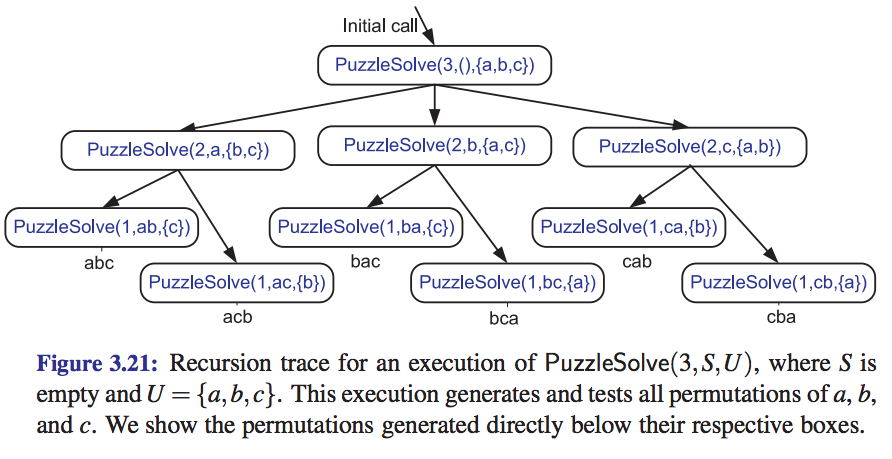 Initial call
PuzzleSolve(3,(),{a,b,c})
PuzzleSolve(2,a,{b,c})
PuzzleSolve(2,b,{a,c})
PuzzleSolve(2,c,{a,b})
PuzzleSolve(1,ab,{c})
PuzzleSolve(1,ba,{c})
PuzzleSolve(1,ca,{b})
abc
bac
cab
PuzzleSolve(1,ac,{b})
PuzzleSolve(1,bc,{a})
PuzzleSolve(1,cb,{a})
acb
bca
cba
Figure 3.21: Recursion trace for an execution of PuzzleSolve(3,S,U), where S is
empty and U = {a,b,c}. This execution generates and tests all permutations of a, b,
and c. We show the permutations generated directly below their respective boxes.